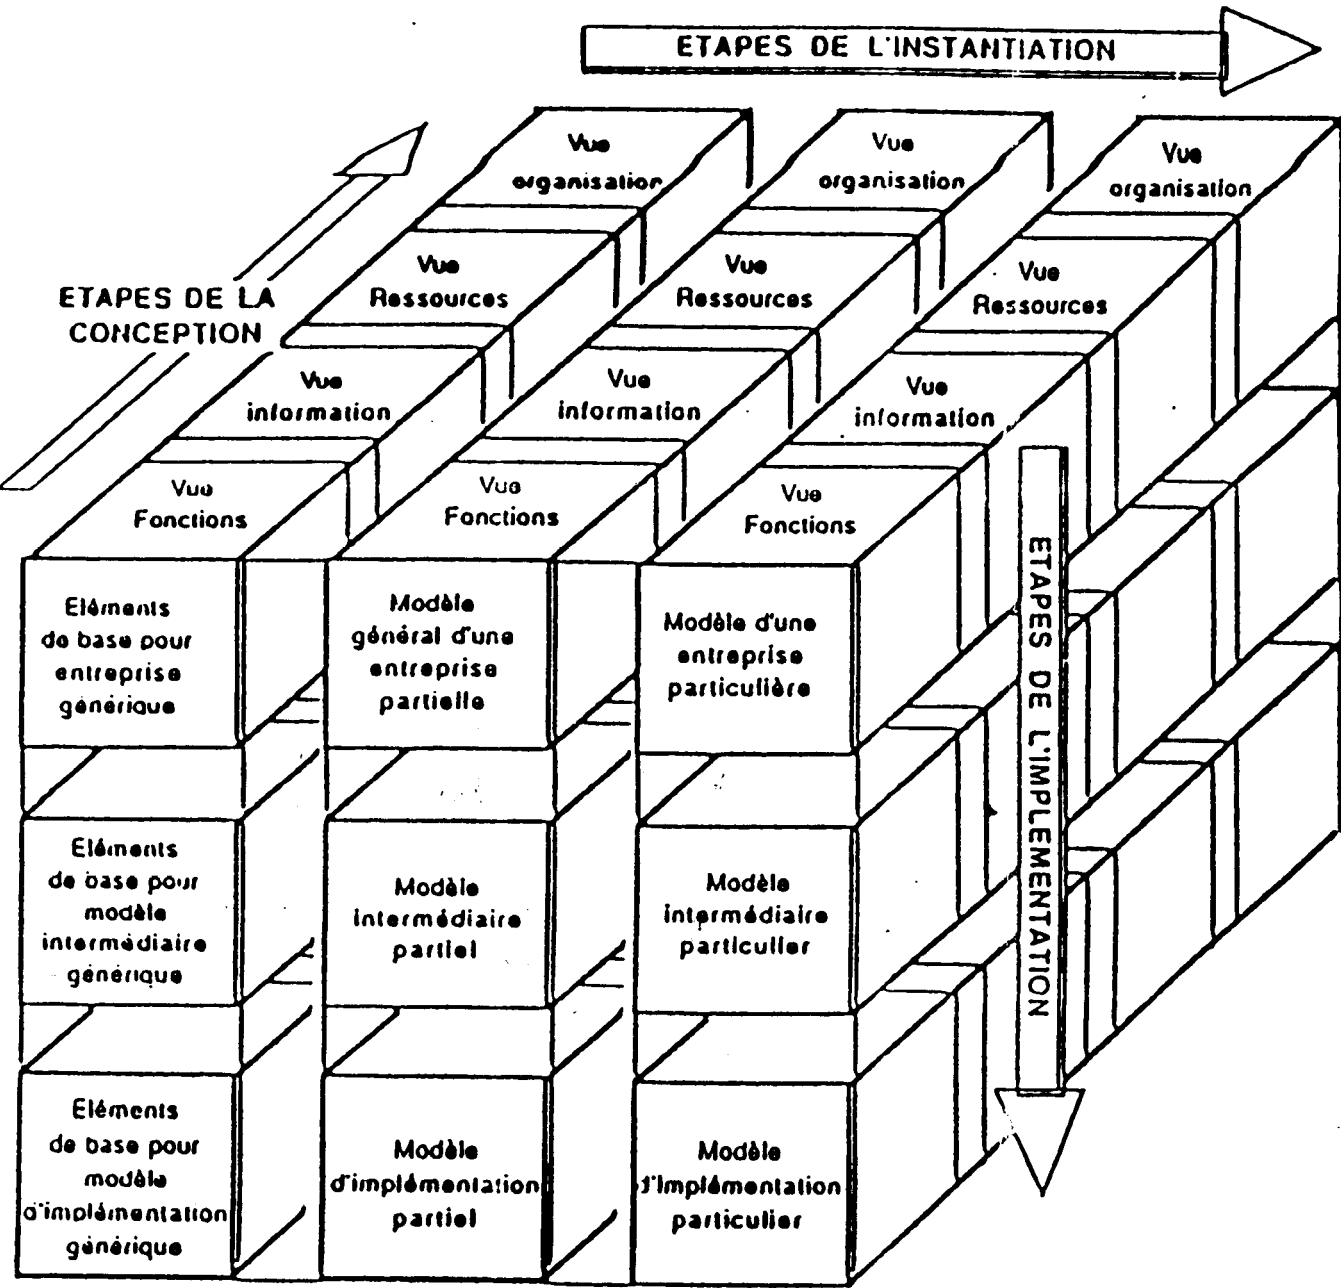 ETAPES DE L'INSTANTIATION
Vue
organisation
Vue
organisation
Vue
organisation
Vue
Ressources
Vue
Ressources
Vue
Ressources
ETAPES DE LA
CONCEPTION
Vue
information
Vue
information
Vue
information
Vue
Fonctions
Vue
Fonctions
Vue
Fonctions
ETAPES DE L'IMPLEMENTATION
Eléments
de base pour
entreprise
générique
Modèle
général d'une
entreprise
partielle
Modèle d'une
entreprise
particulière
Eléments
de base pour
modèle
intermédiaire
générique
Modèle
intermédiaire
partiel
Modèle
intermédiaire
particulier
Eléments
de base pour
modèle
d'implémentation
générique
Modèle
d'implémentation
partiel
Modèle
d'implémentation
particulier